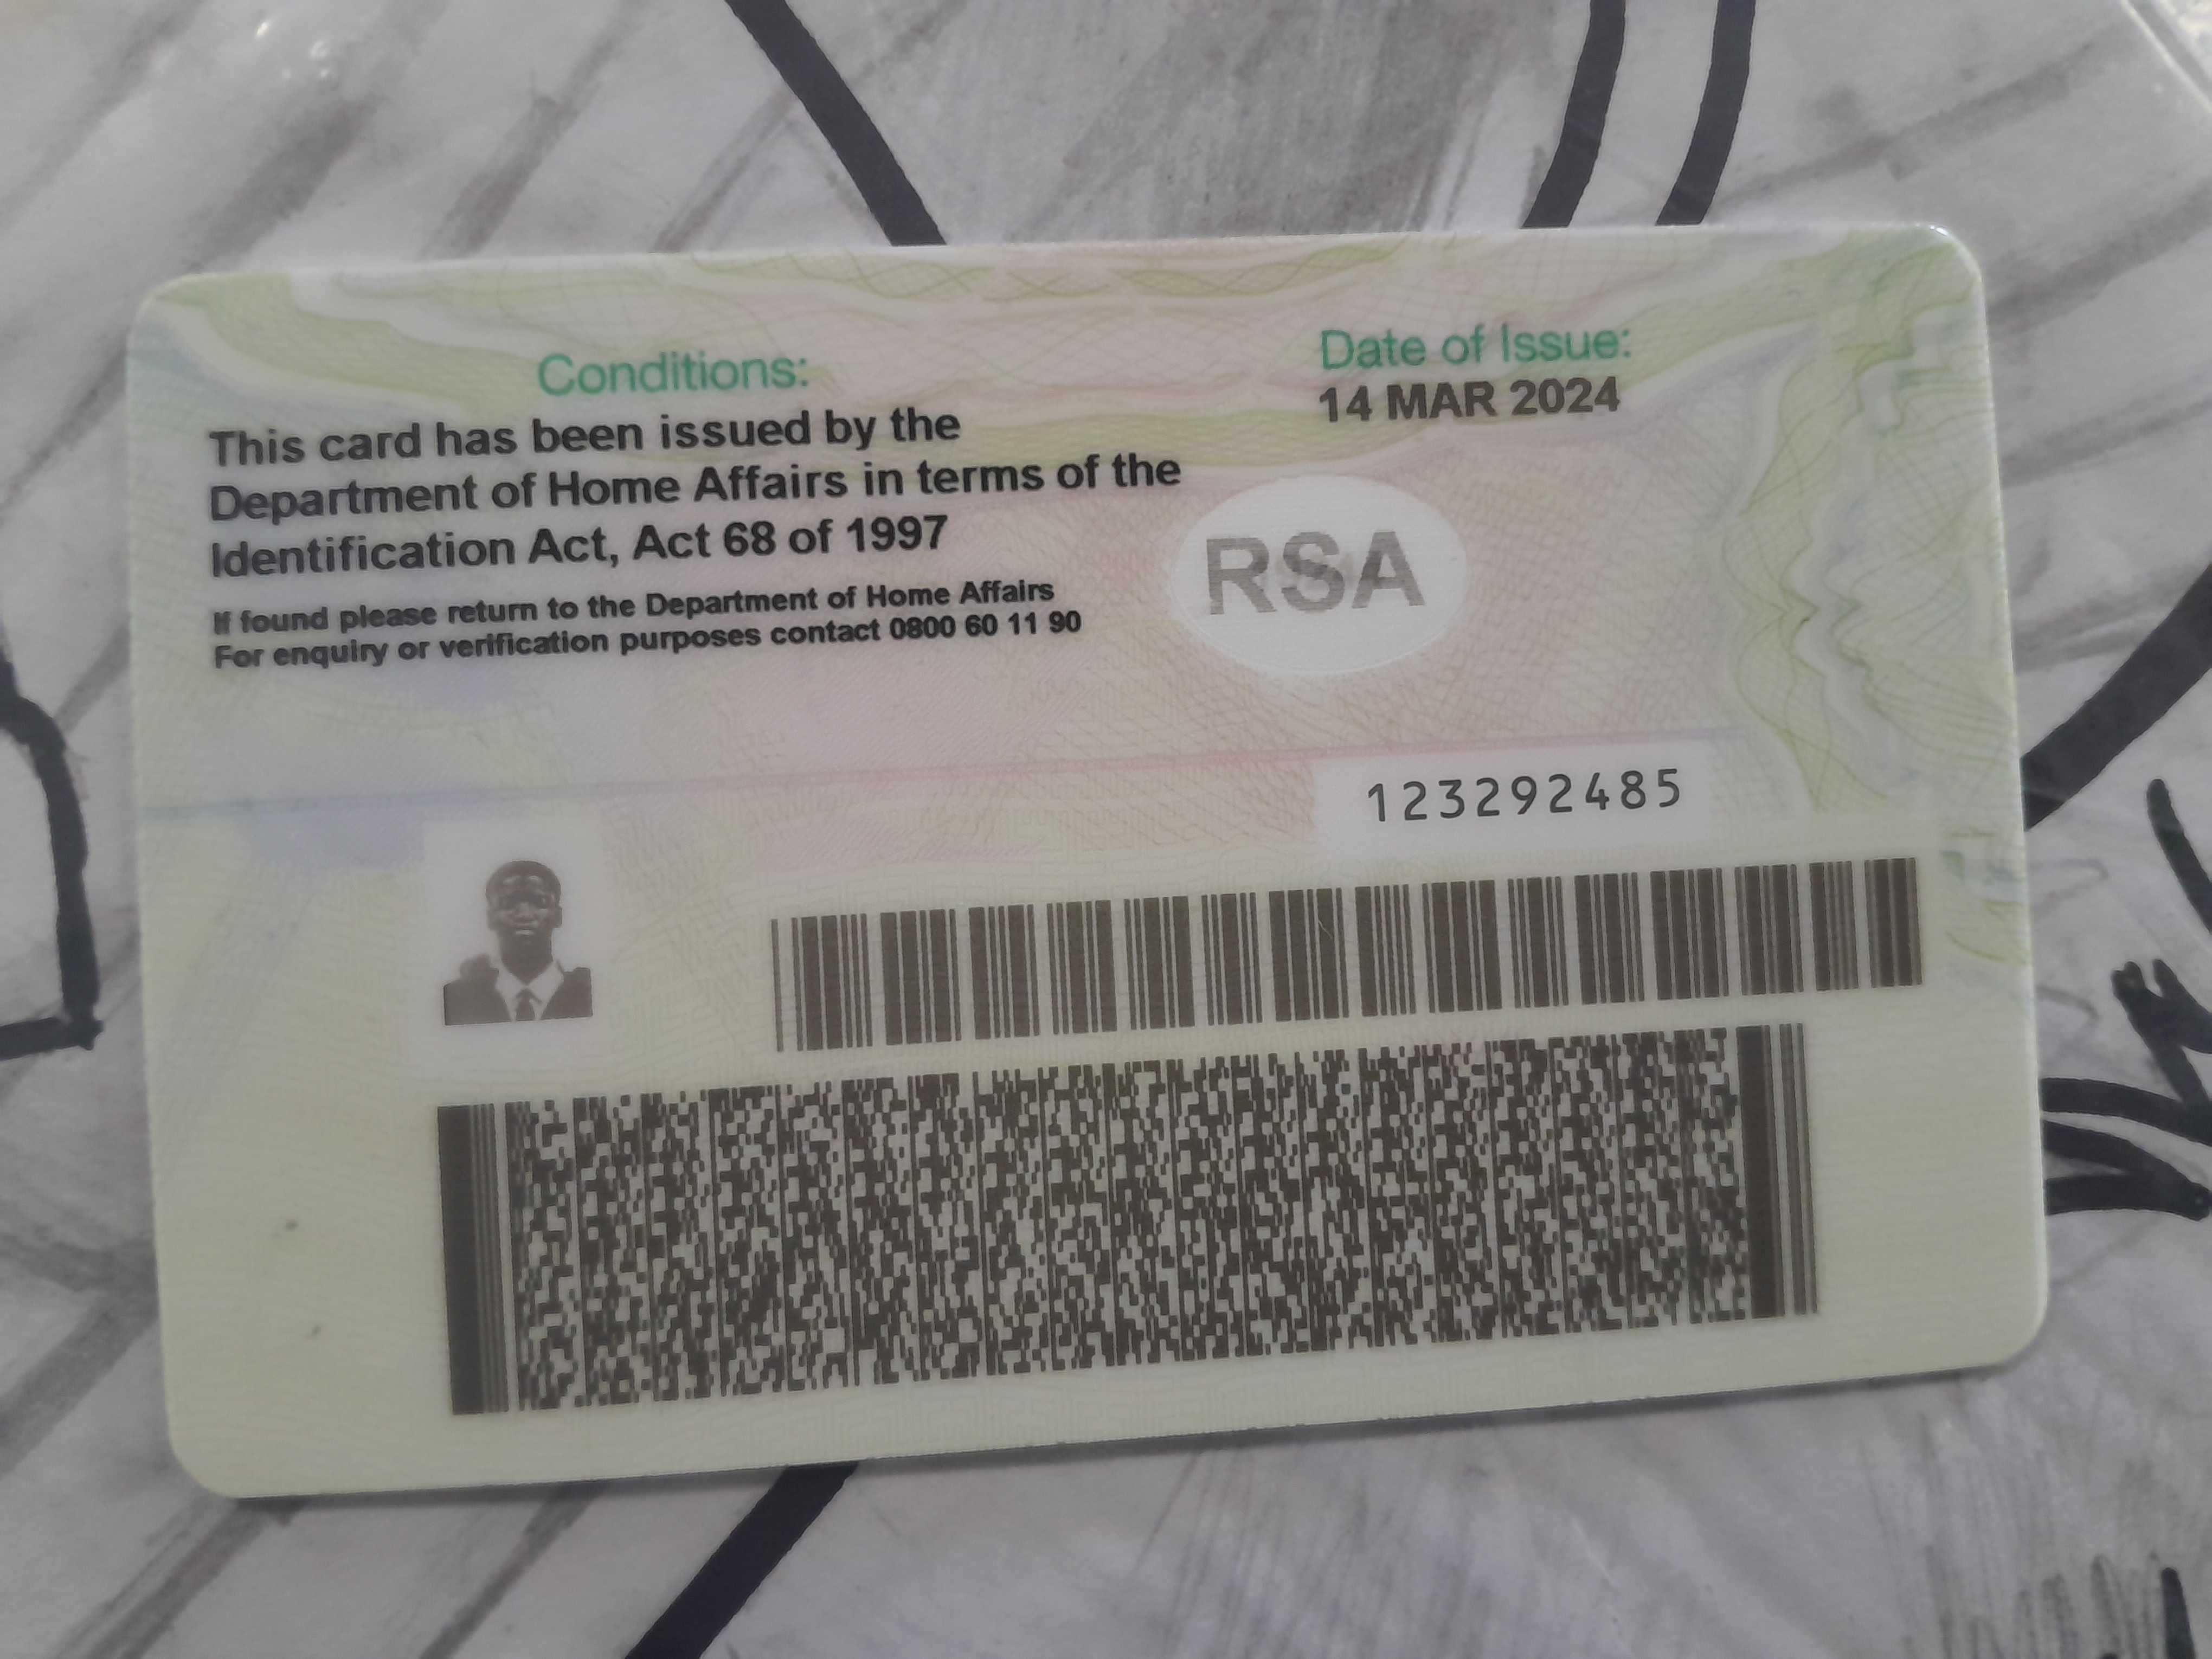 Conditions:
This card has been issued by the
Department of Home Affairs in terms of the
Identification Act, Act 68 of 1997
If found please return to the Department of Home Affairs
For enquiry or verification purposes contact 0800 60 11 90
Date of Issue:
14 MAR 2024
RSA
123292485